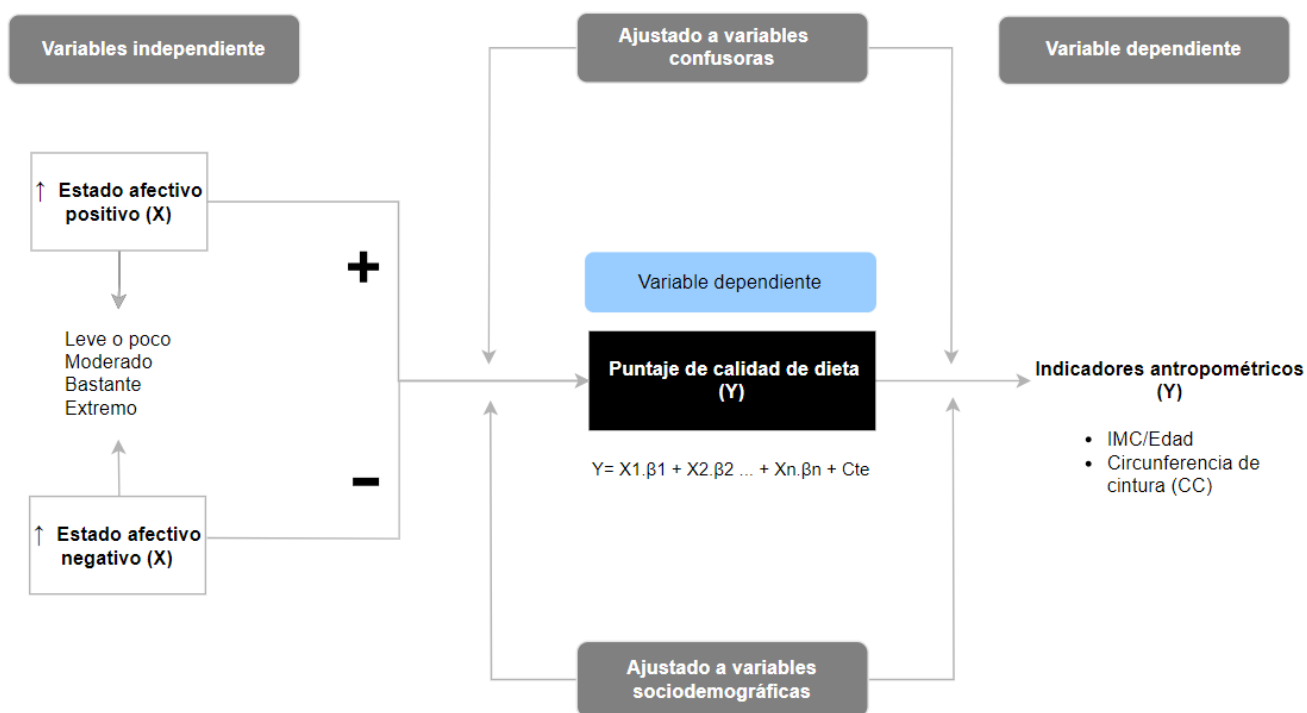 Variables independiente
Ajustado a variables
confusoras
Variable dependiente
↑ Estado afectivo
positivo (X)
+
Leve o poco
Moderado
Bastante
Extremo
-
↑ Estado afectivo
negativo (X)
Variable dependiente
Puntaje de calidad de dieta
(Y)
Y= X1.β1 + X2.β2 ... + Xn.βn + Cte
Indicadores antropométricos
(Y)
• IMC/Edad
• Circunferencia de
cintura (CC)
Ajustado a variables
sociodemográficas